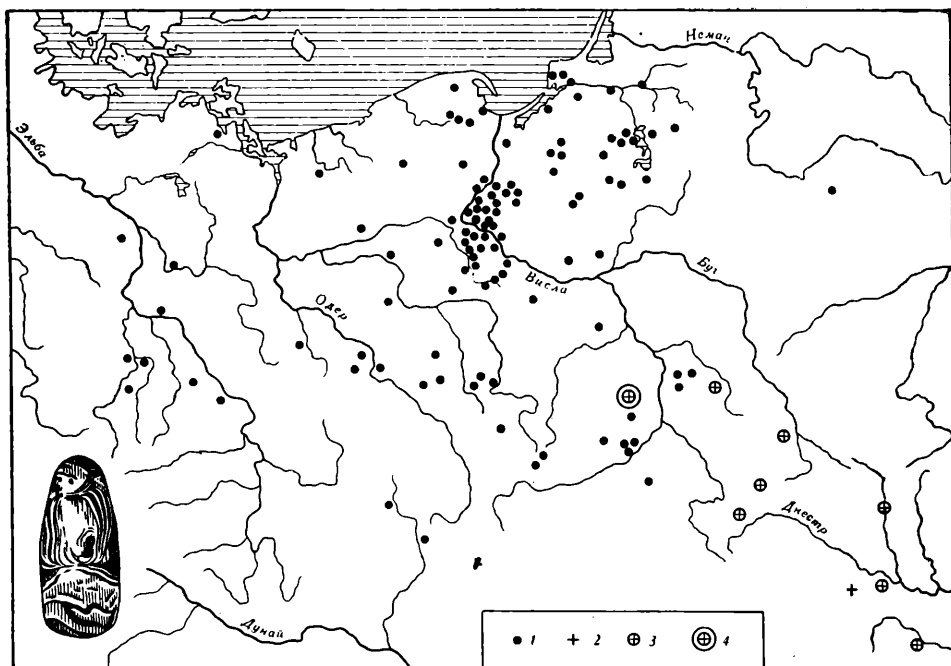 Неман
Эльба
Висла
Буг
Одер
Днестр
Дунай
1 2 3 4